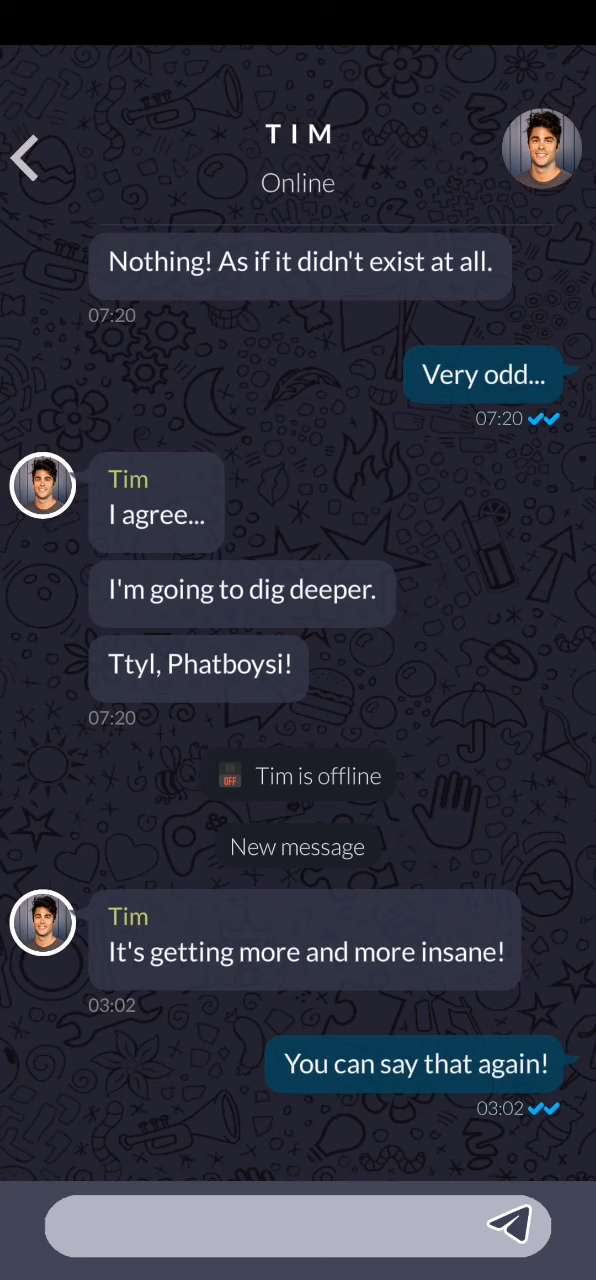 TIM
Online
Nothing! As if it didn't exist at all.
07:20
Very odd...
07:20
Tim
I agree...
I'm going to dig deeper.
Ttyl, Phatboysi!
07:20
OFF Tim is offline
New message
Tim
It's getting more and more insane!
03:02
You can say that again!
03:02